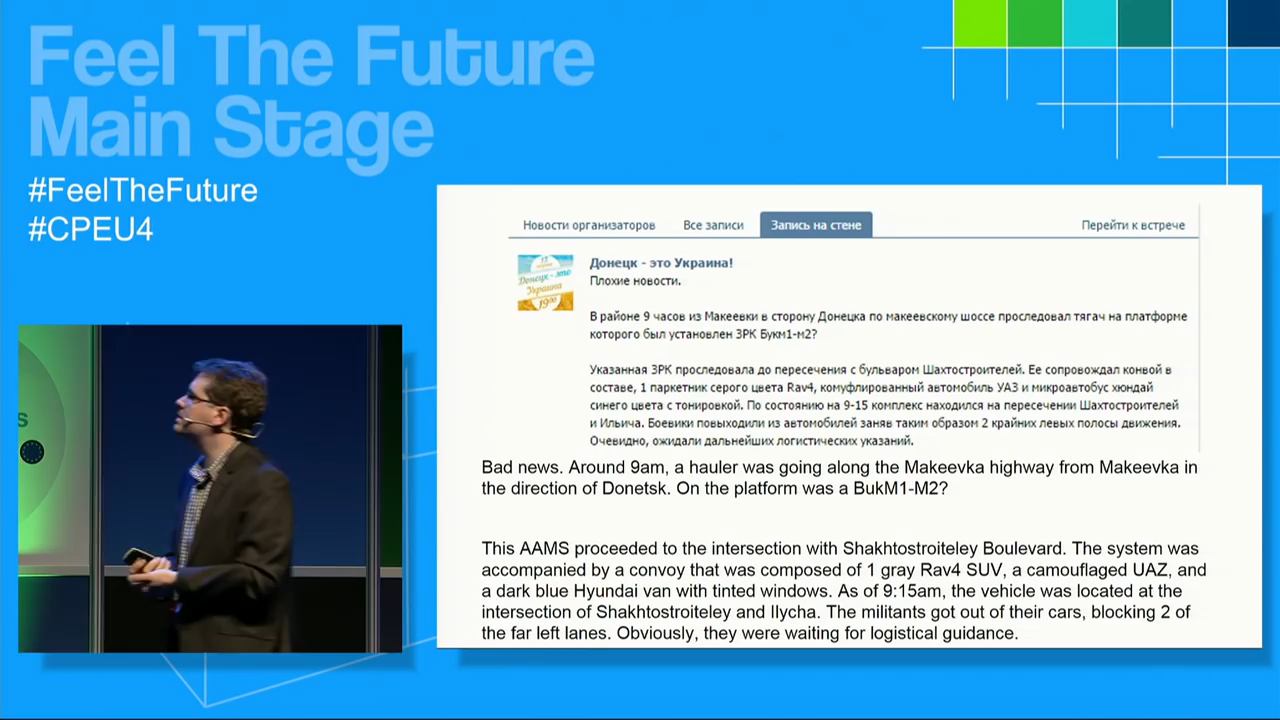 Feel The Future
Main Stage
#FeelTheFuture
#CPEU4
Новости организаторов Все записи Запись на стене Перейти к встрече
Донецк - это Украина!
Плохие новости.
Донецк - это
Украина
19⁰⁰
В районе 9 часов из Макеевки в сторону Донецка по макеевскому шоссе проследовал тягач на платформе
которого был установлен ЗРК Букм1-м2?
Указанная ЗРК проследовала до пересечения с бульваром Шахтостроителей. Ее сопровождал конвой в
составе, 1 паркетник серого цвета Rav4, комуфлированный автомобиль УАЗ и микроавтобус хюндай
синего цвета с тонировкой. По состоянию на 9-15 комплекс находился на пересечении Шахтостроителей
и Ильича. Боевики повыходили из автомобилей заняв таким образом 2 крайних левых полосы движения.
Очевидно, ожидали дальнейших логистических указаний.
Bad news. Around 9am, a hauler was going along the Makeevka highway from Makeevka in
the direction of Donetsk. On the platform was a BukM1-M2?
This AAMS proceeded to the intersection with Shakhtostroiteley Boulevard. The system was
accompanied by a convoy that was composed of 1 gray Rav4 SUV, a camouflaged UAZ, and
a dark blue Hyundai van with tinted windows. As of 9:15am, the vehicle was located at the
intersection of Shakhtostroiteley and Ilycha. The militants got out of their cars, blocking 2 of
the far left lanes. Obviously, they were waiting for logistical guidance.